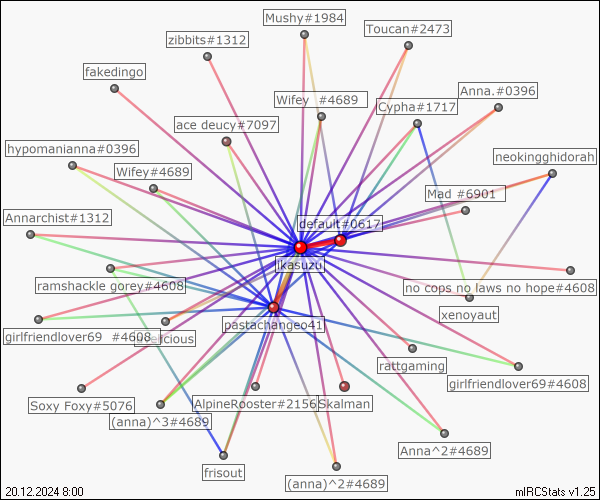 Mushy#1984
Toucan#2473
zibbits#1312
fakedingo
Anna.#0396
Wifey  #4689
Cypha#1717
ace deucy#7097
hypomanianna#0396
neokingghidorah
Wifey#4689
Mad #6901
Annarchist#1312
default#0617
jkasuzu
ramshackle gorey#4608
no cops no laws no hope#4608
xenoyaut
pastachangeo41
girlfriendlover69  #4608
rattgaming
girlfriendlover69#4608
Soxy Foxy#5076
AlpineRooster#2156
Skalman
(anna)^3#4689
Anna^2#4689
frisout
(anna)^2#4689
20.12.2024 8:00
mIRCStats v1.25